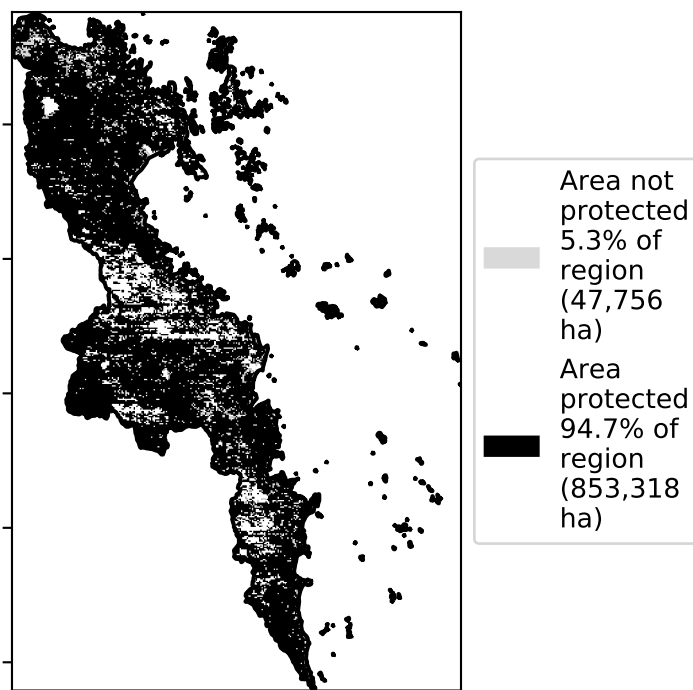 Area not
protected
5.3% of
region
(47,756
ha)
Area
protected
94.7% of
region
(853,318
ha)